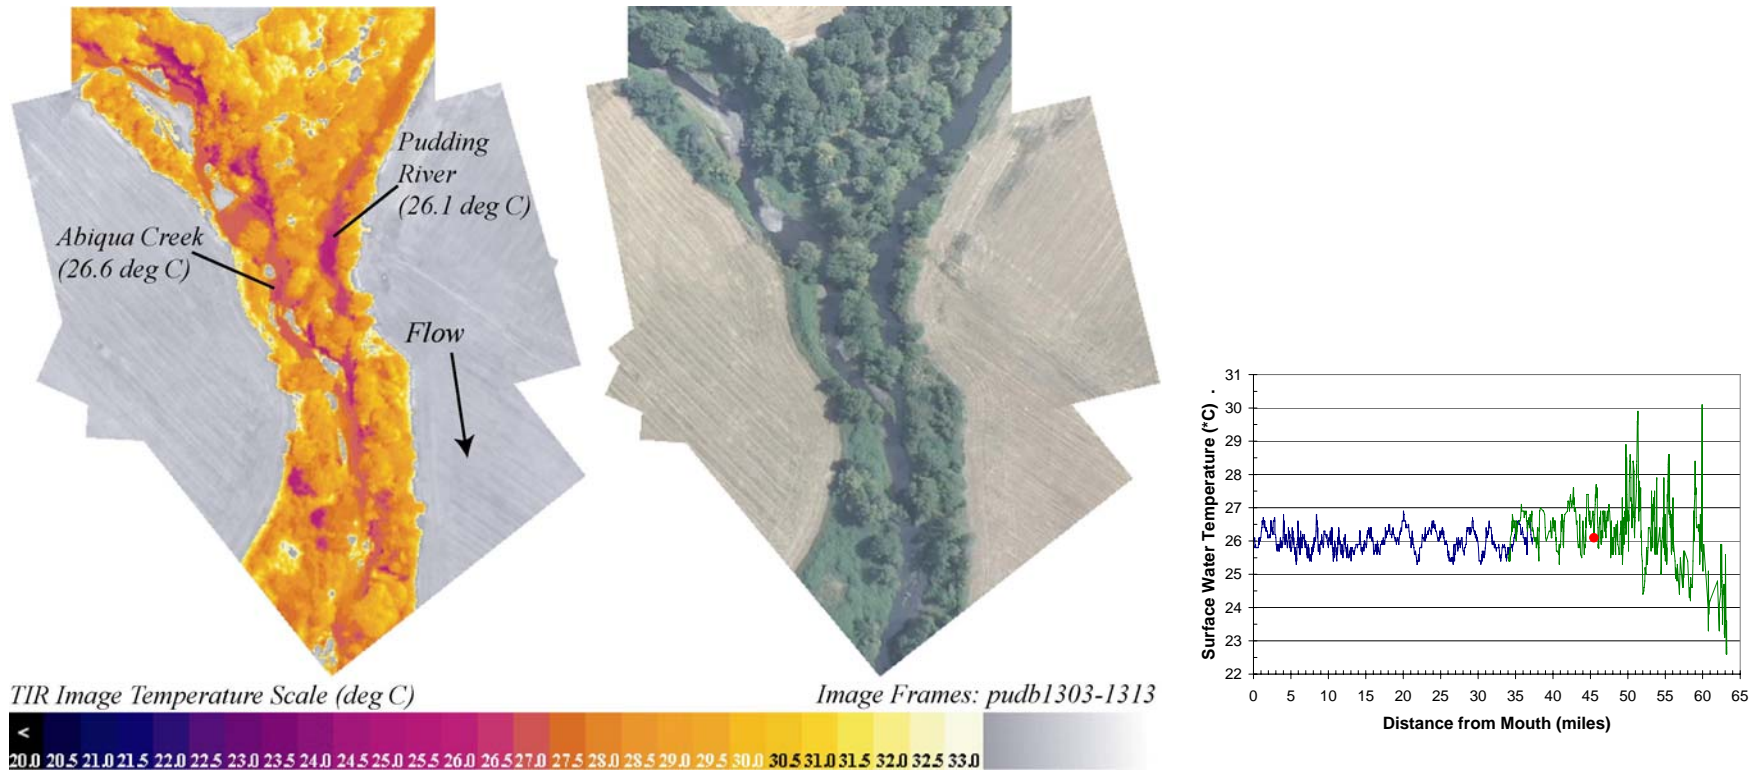 Pudding
River
(26.1 deg C)
Abiqua Creek
(26.6 deg C)
Flow
TIR Image Temperature Scale (deg C)
Image Frames: pudb1303-1313
<
20.0 20.5 21.0 21.5 22.0 22.5 23.0 23.5 24.0 24.5 25.0 25.5 26.0 26.5 27.0 27.5 28.0 28.5 29.0 29.5 30.0 30.5 31.0 31.5 32.0 32.5 33.0
Surface Water Temperature (*C) .
31
30
29
28
27
26
25
24
23
22
0 5 10 15 20 25 30 35 40 45 50 55 60 65
Distance from Mouth (miles)